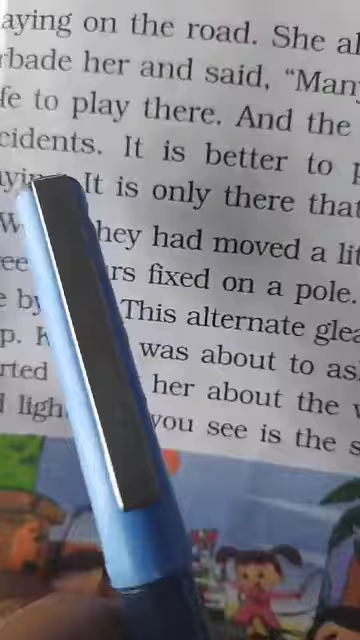 aying on the road. She al
rbade her and said, “Man
fe to play there. And the
cidents. It is better to p
It is only there that
hey had moved a lit
rs fixed on a pole.
e by This alternate glea
p. K was about to as
rted her about the
d ligh you see is the s